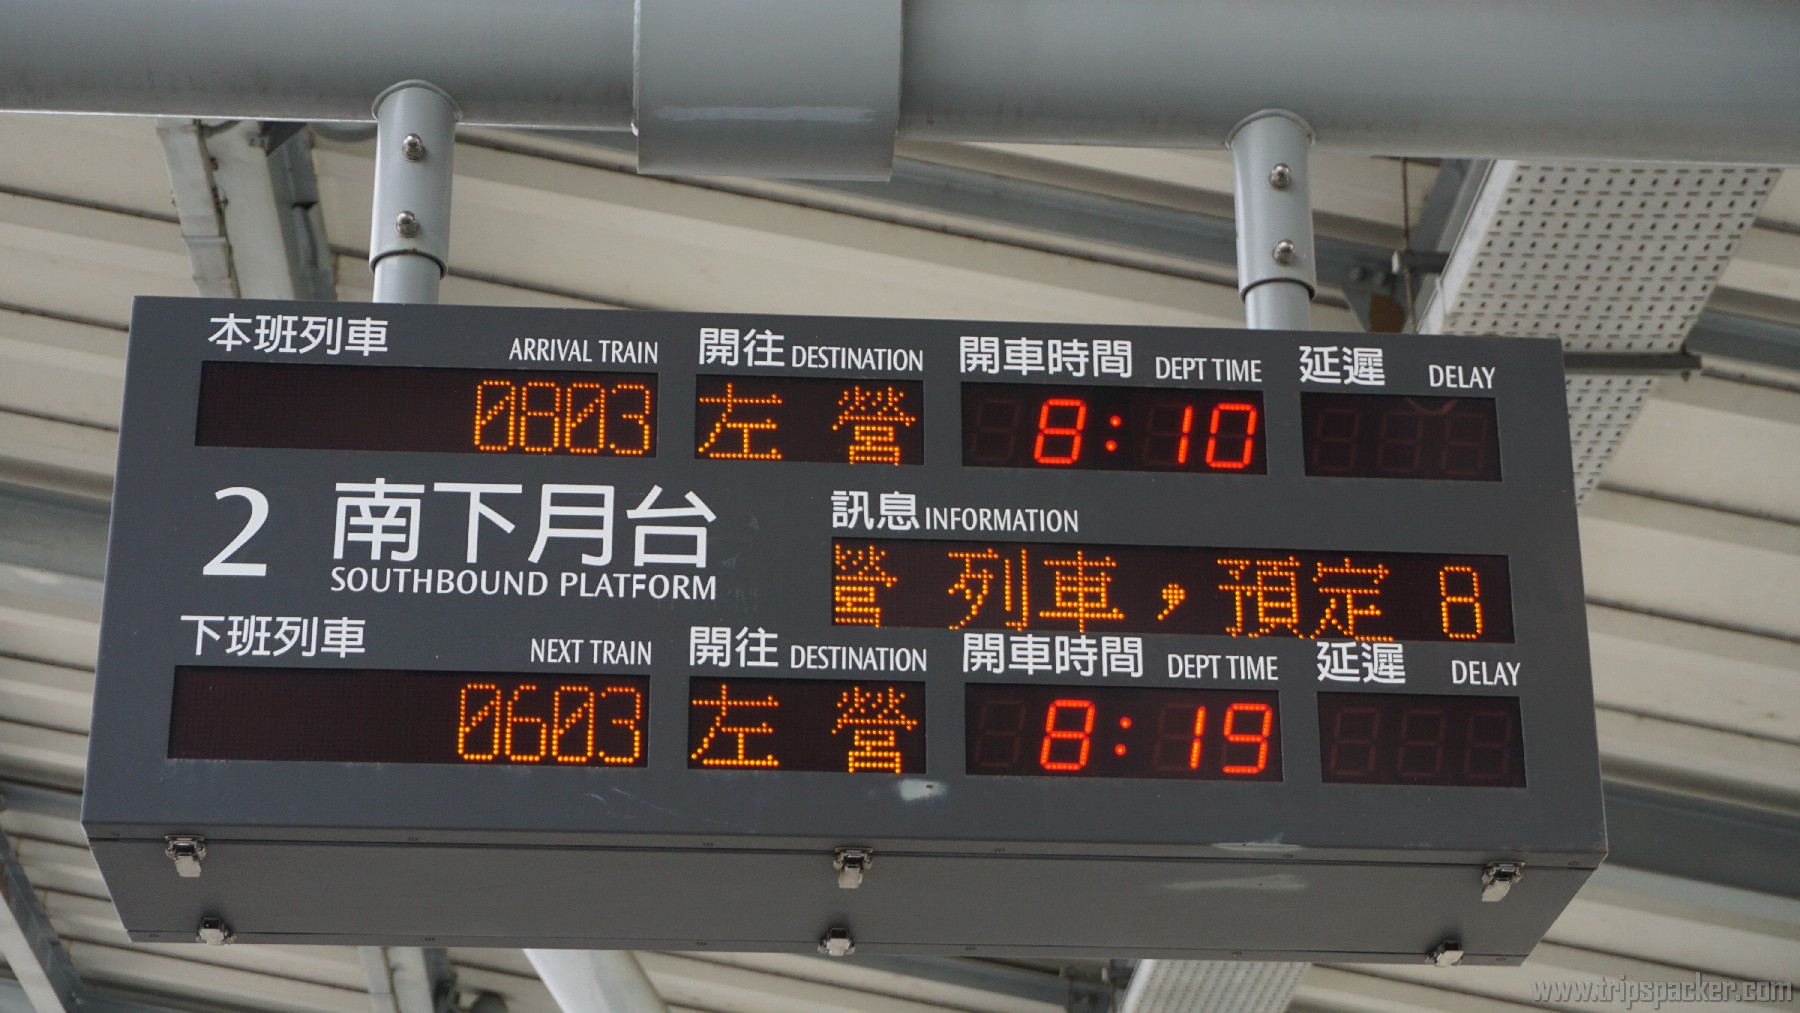 本班列車 ARRIVAL TRAIN 開往 DESTINATION 開車時間 DEPT TIME 延遲 DELAY
0803 左營 8:10
2 南下月台 訊息 INFORMATION
SOUTHBOUND PLATFORM 營列車，預定 8
下班列車 NEXT TRAIN 開往 DESTINATION 開車時間 DEPT TIME 延遲 DELAY
0603 左營 8:19
www.tripspacker.com